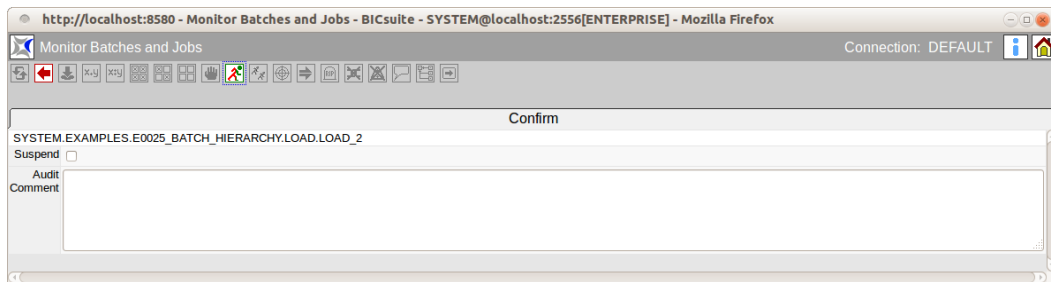 http://localhost:8580 - Monitor Batches and Jobs - BICsuite - SYSTEM@localhost:2556[ENTERPRISE] - Mozilla Firefox
Monitor Batches and Jobs
Connection: DEFAULT
x.y x:y
RP
Confirm
SYSTEM.EXAMPLES.E0025_BATCH_HIERARCHY.LOAD.LOAD_2
Suspend
Audit
Comment